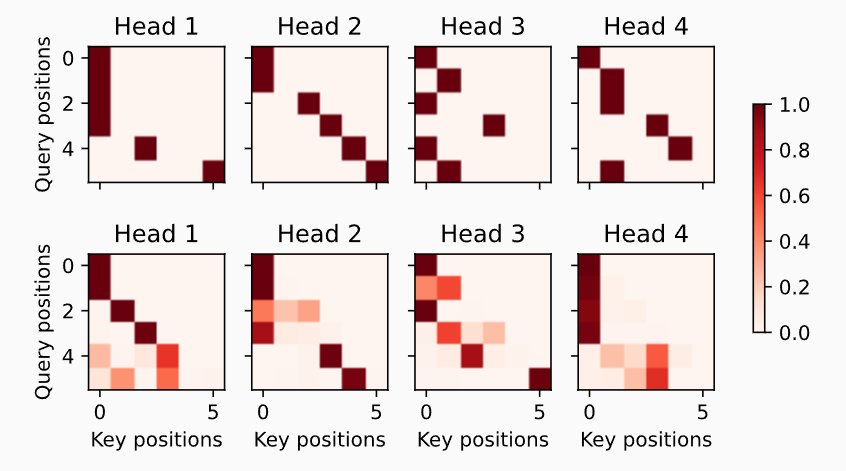 Head 1
Head 2
Head 3
Head 4
Query positions
0
2
4
1.0
0.8
0.6
0.4
0.2
0.0
Head 1
Head 2
Head 3
Head 4
Query positions
0
2
4
0 5
0 5
0 5
0 5
Key positions
Key positions
Key positions
Key positions